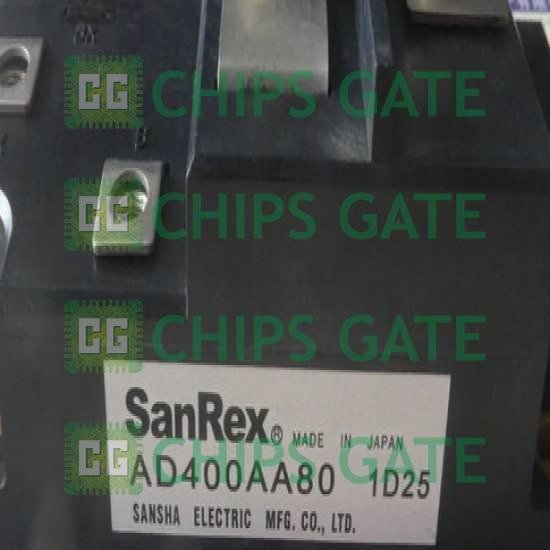 CG CHIPS GATE
CG CHIPS GATE
CG CHIPS GATE
SanRex® MADE IN JAPAN
CG CHIPS GATE
AD400AA80 1D25
SANSHA ELECTRIC MFG. CO., LTD.